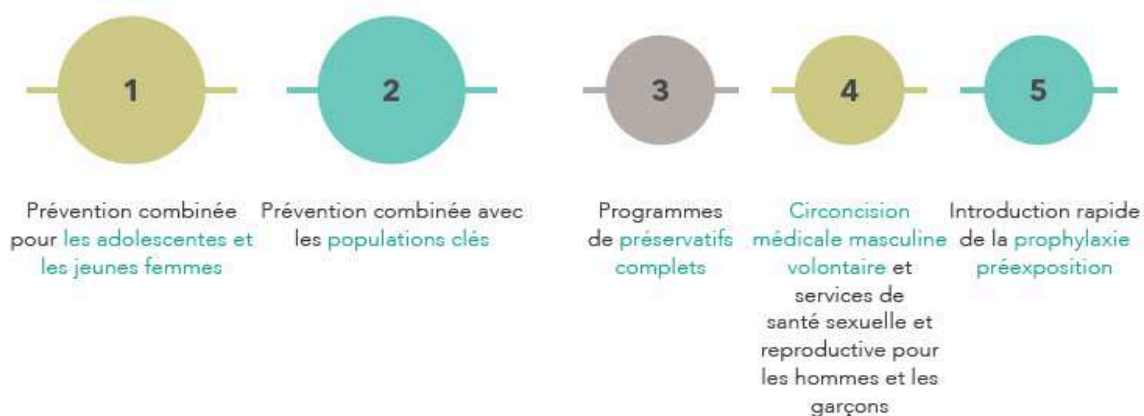 1
Prévention combinée
pour les adolescentes et
les jeunes femmes
2
Prévention combinée avec
les populations clés
3
Programmes
de préservatifs
complets
4
Circoncision
médicale masculine
volontaire et
services de
santé sexuelle et
reproductive pour
les hommes et les
garçons
5
Introduction rapide
de la prophylaxie
préexposition